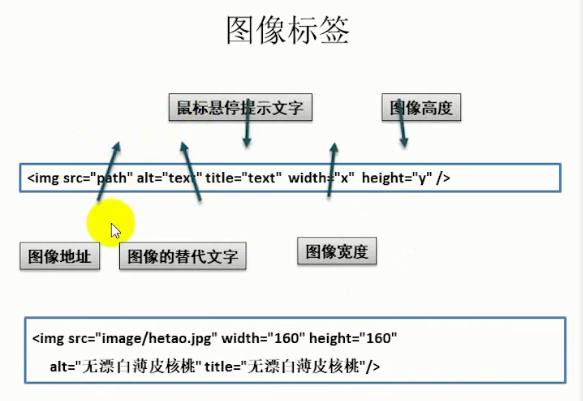 图像标签
鼠标悬停提示文字
图像高度
<img src="path" alt="text" title="text" width="x" height="y" />
图像地址
图像的替代文字
图像宽度
<img src="image/hetao.jpg" width="160" height="160"
alt="无漂白薄皮核桃" title="无漂白薄皮核桃"/>